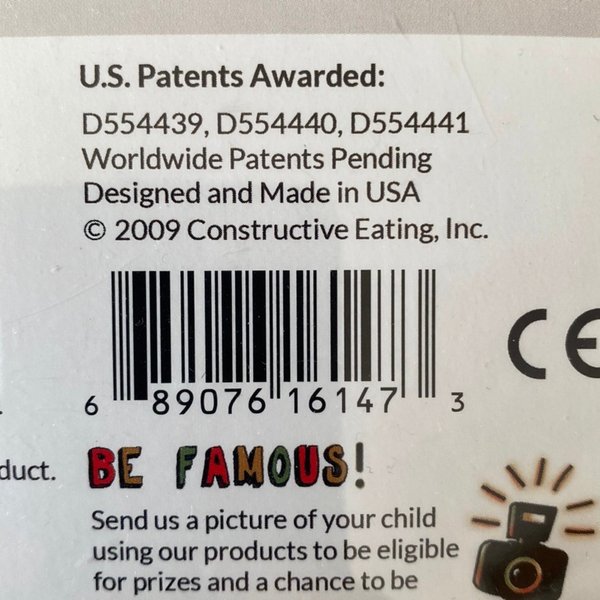 U.S. Patents Awarded:
D554439, D554440, D554441
Worldwide Patents Pending
Designed and Made in USA
© 2009 Constructive Eating, Inc.
CE
6 89076 16147 3
duct.
BE FAMOUS!
Send us a picture of your child
using our products to be eligible
for prizes and a chance to be